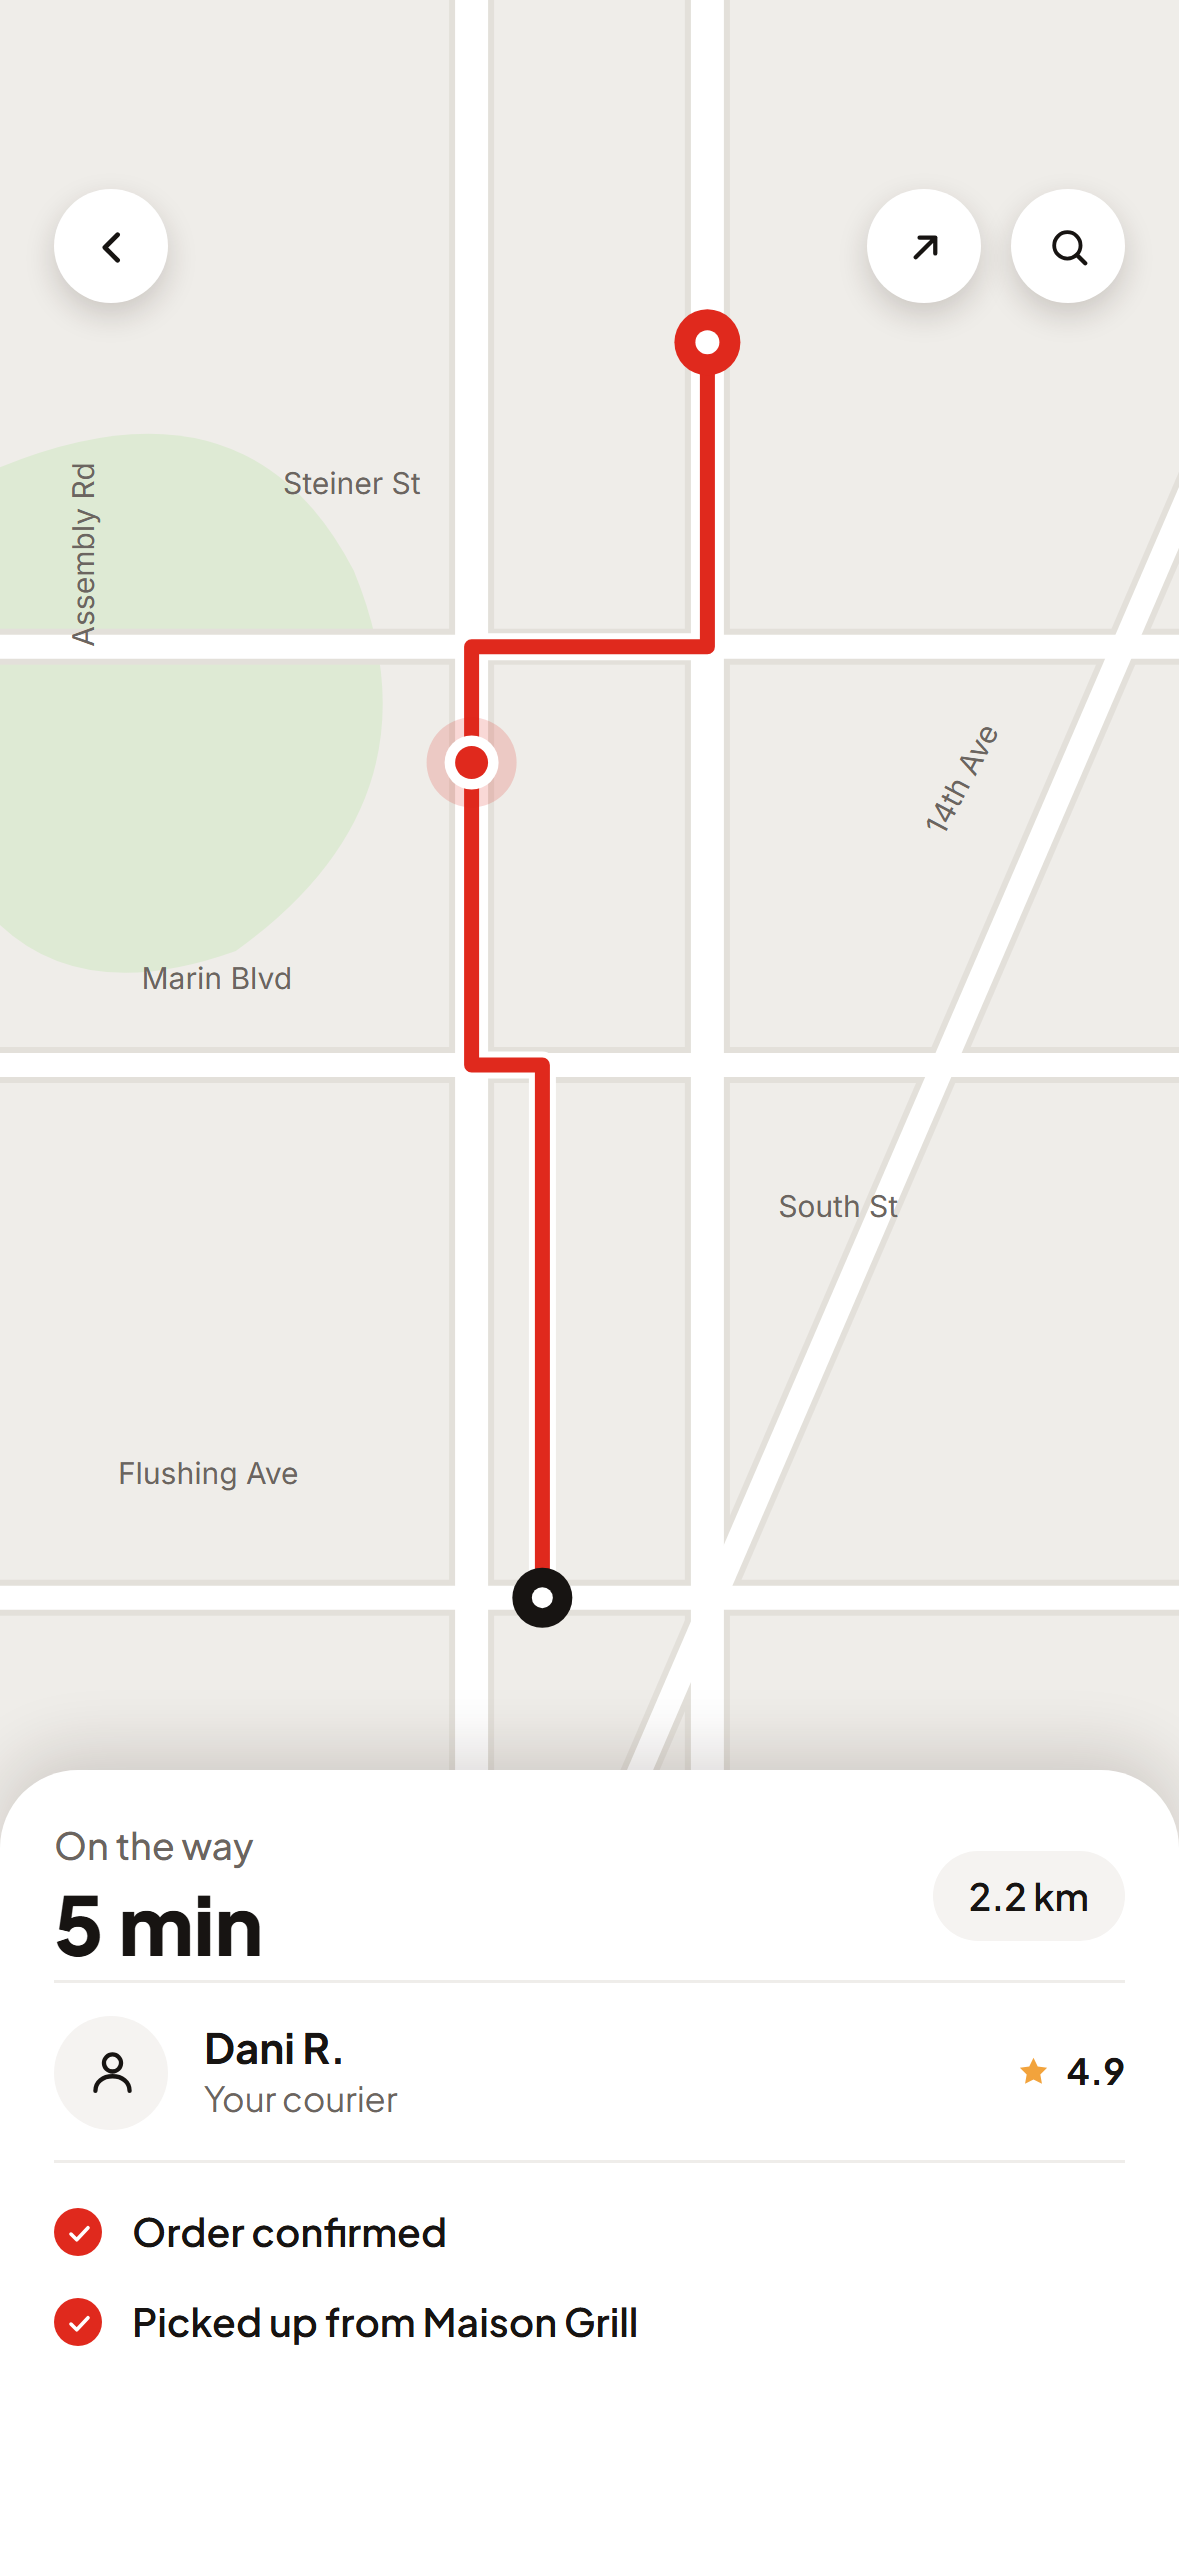 Steiner St
Assembly Rd
14th Ave
Marin Blvd
South St
Flushing Ave
On the way
5 min
2.2 km
Dani R.
Your courier
4.9
Order confirmed
Picked up from Maison Grill